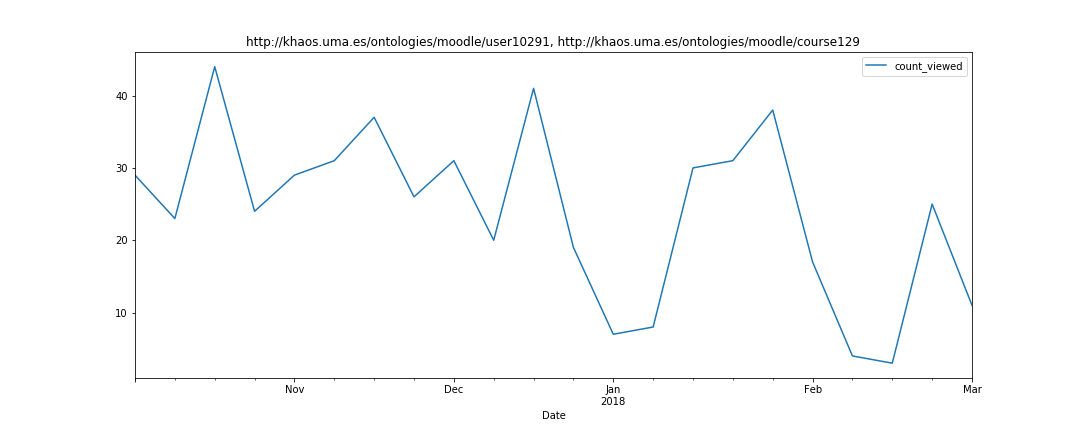 http://khaos.uma.es/ontologies/moodle/user10291, http://khaos.uma.es/ontologies/moodle/course129
count_viewed
40
30
20
10
Nov Dec Jan Feb Mar
2018
Date